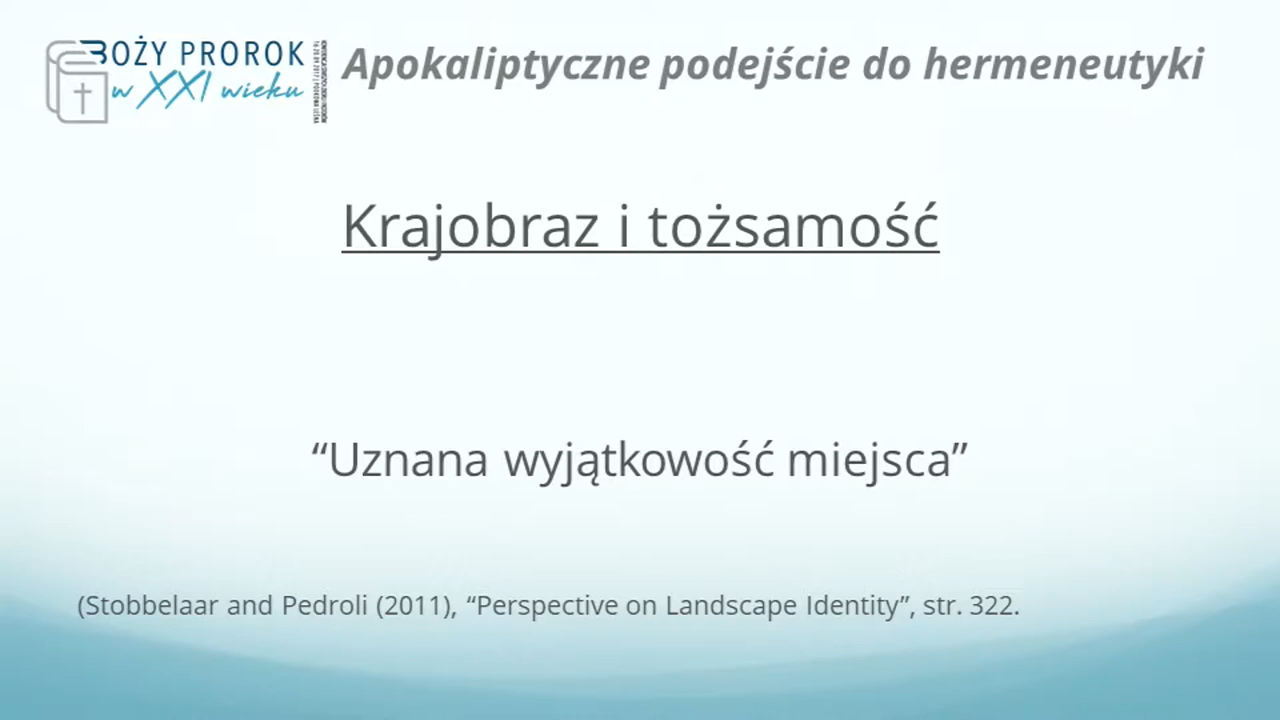 BOŻY PROROK
w XXI wieku
Apokaliptyczne podejście do hermeneutyki
Krajobraz i tożsamość
“Uznana wyjątkowość miejsca”
(Stobbelaar and Pedroli (2011), “Perspective on Landscape Identity”, str. 322.